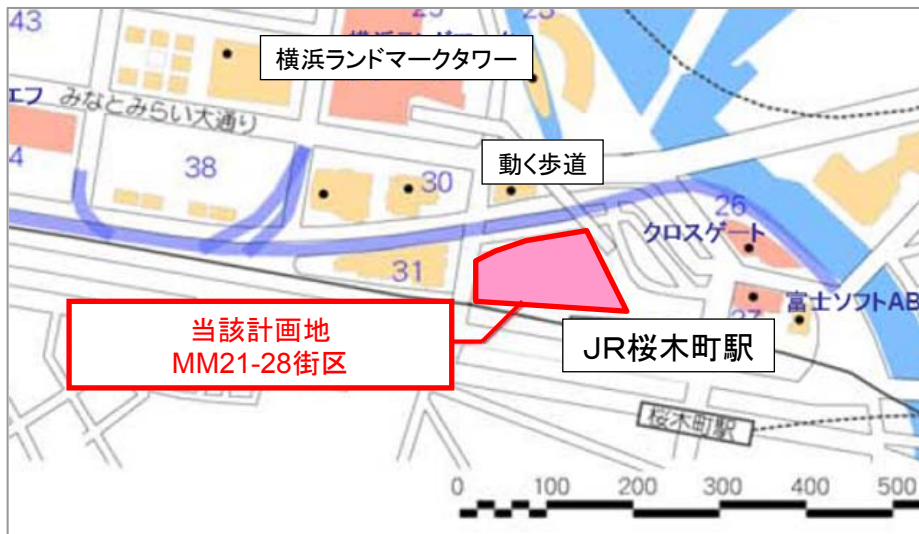 43
25
23
横浜ランドマークタワー
エフ
みなとみらい大通り
動く歩道
4
38
30
26
クロスゲート
31
富士ソフトAB
27
当該計画地
MM21-28街区
JR桜木町駅
桜木町駅
0 100 200 300 400 500